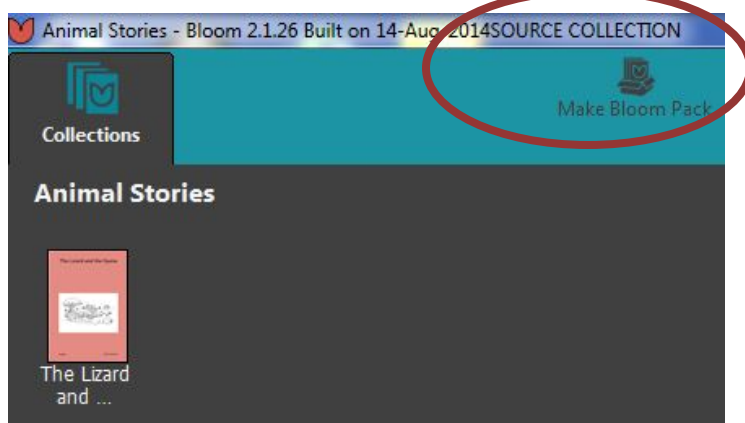 Animal Stories - Bloom 2.1.26 Built on 14-Aug-2014SOURCE COLLECTION
Make Bloom Pack
Collections
Animal Stories
The Lizard
and ...